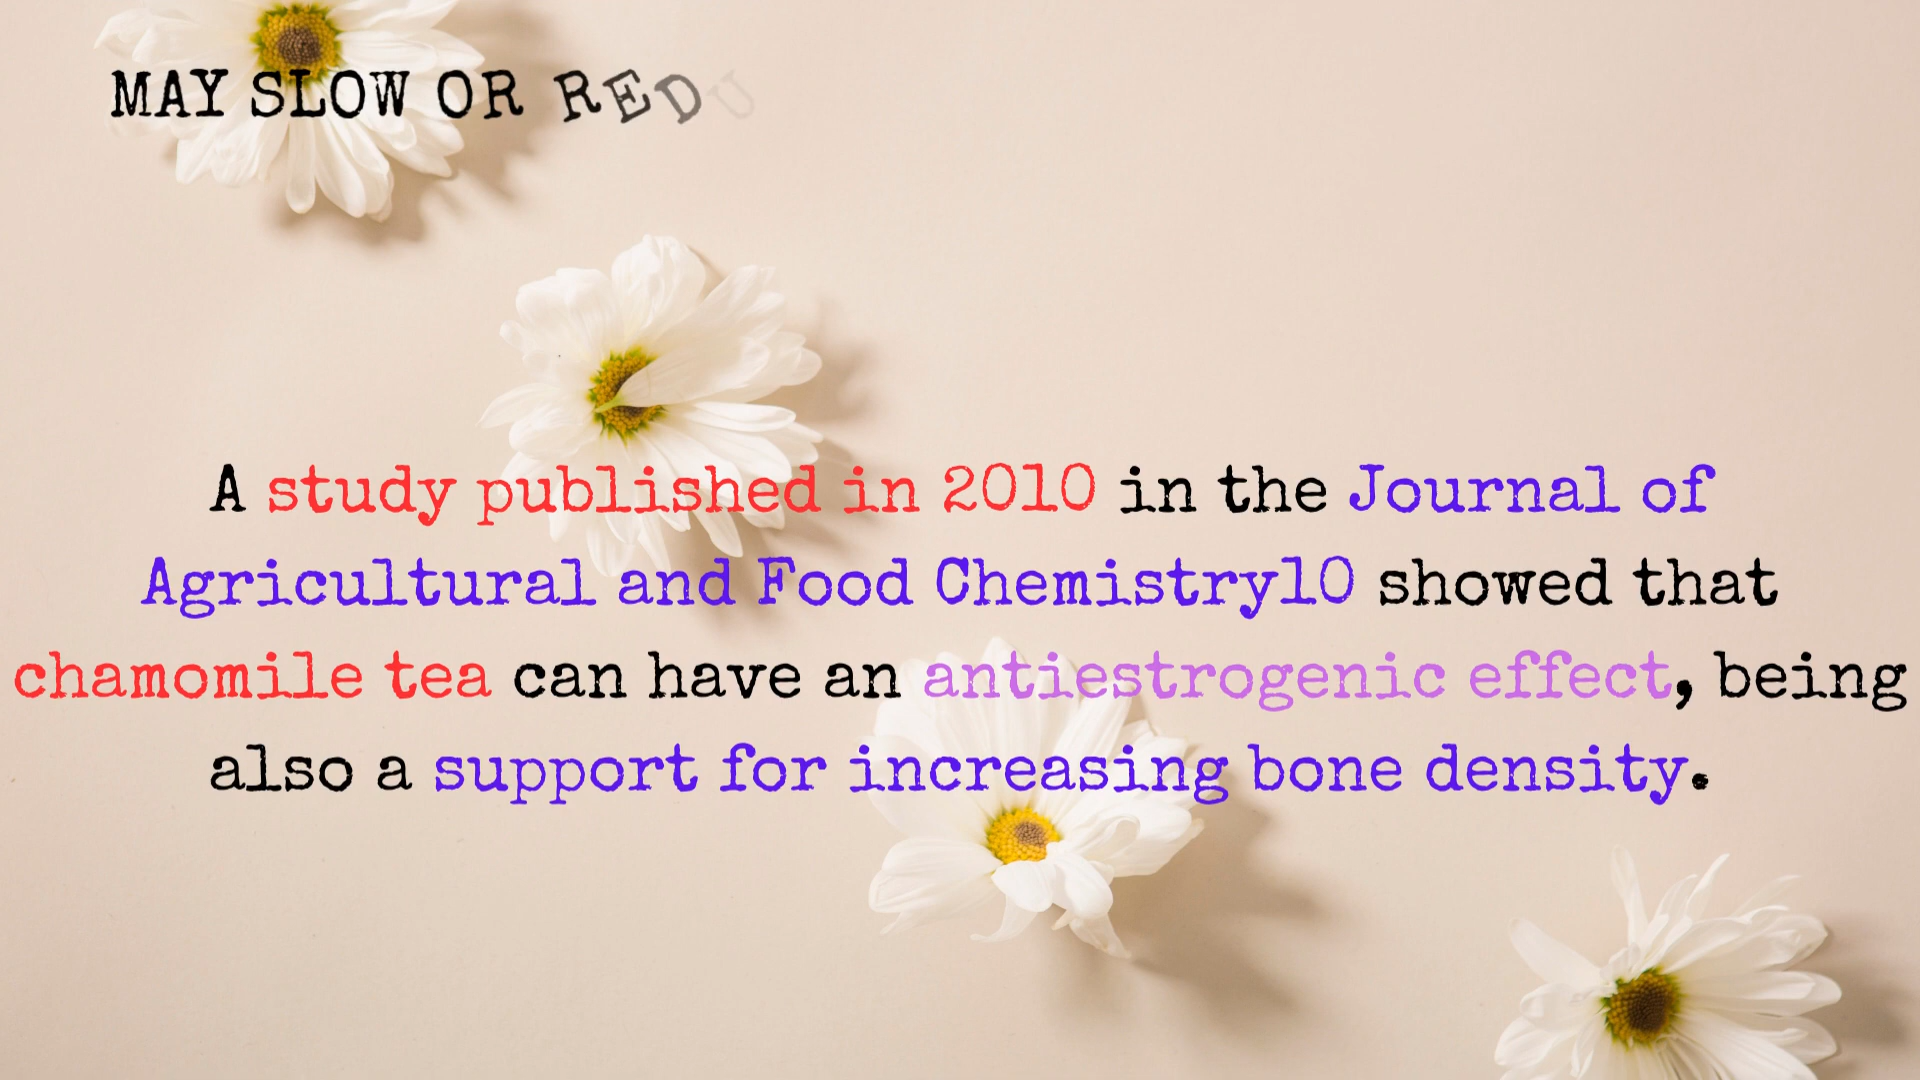 MAY SLOW OR REDU
A study published in 2010 in the Journal of
Agricultural and Food Chemistry10 showed that
chamomile tea can have an antiestrogenic effect, being
also a support for increasing bone density.